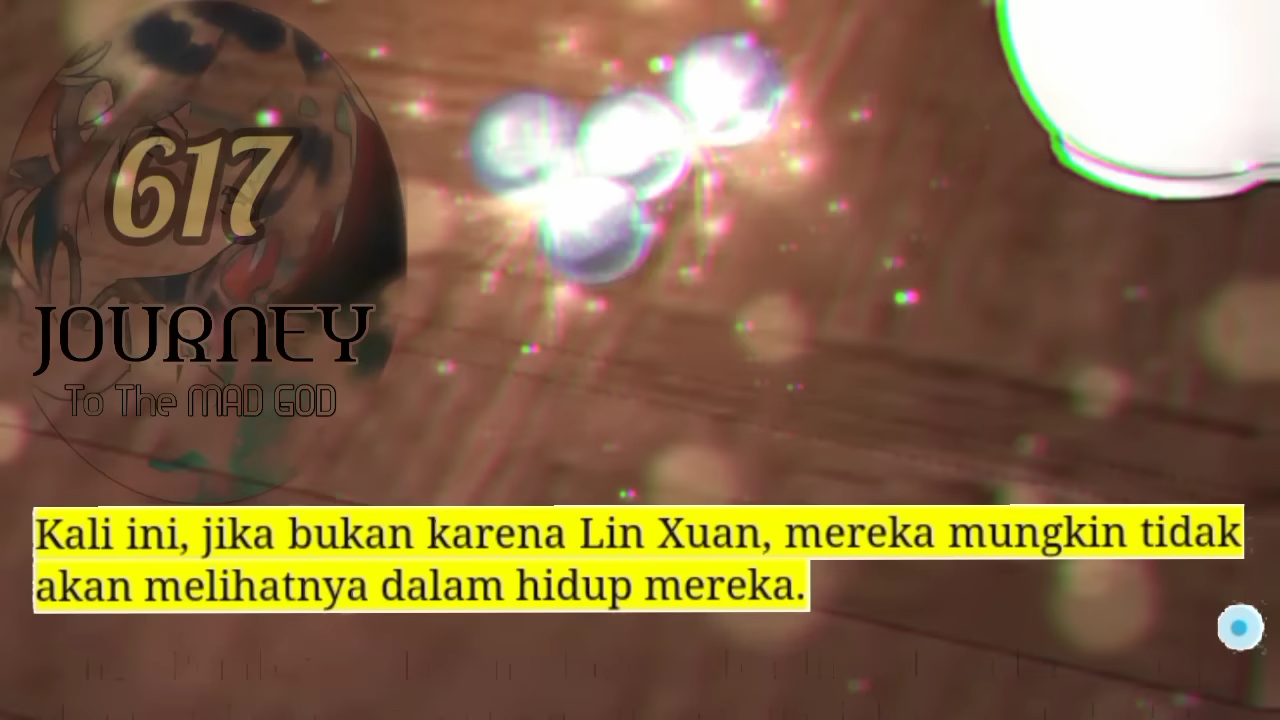 617
JOURNEY
To The MAD GOD
Kali ini, jika bukan karena Lin Xuan, mereka mungkin tidak
akan melihatnya dalam hidup mereka.